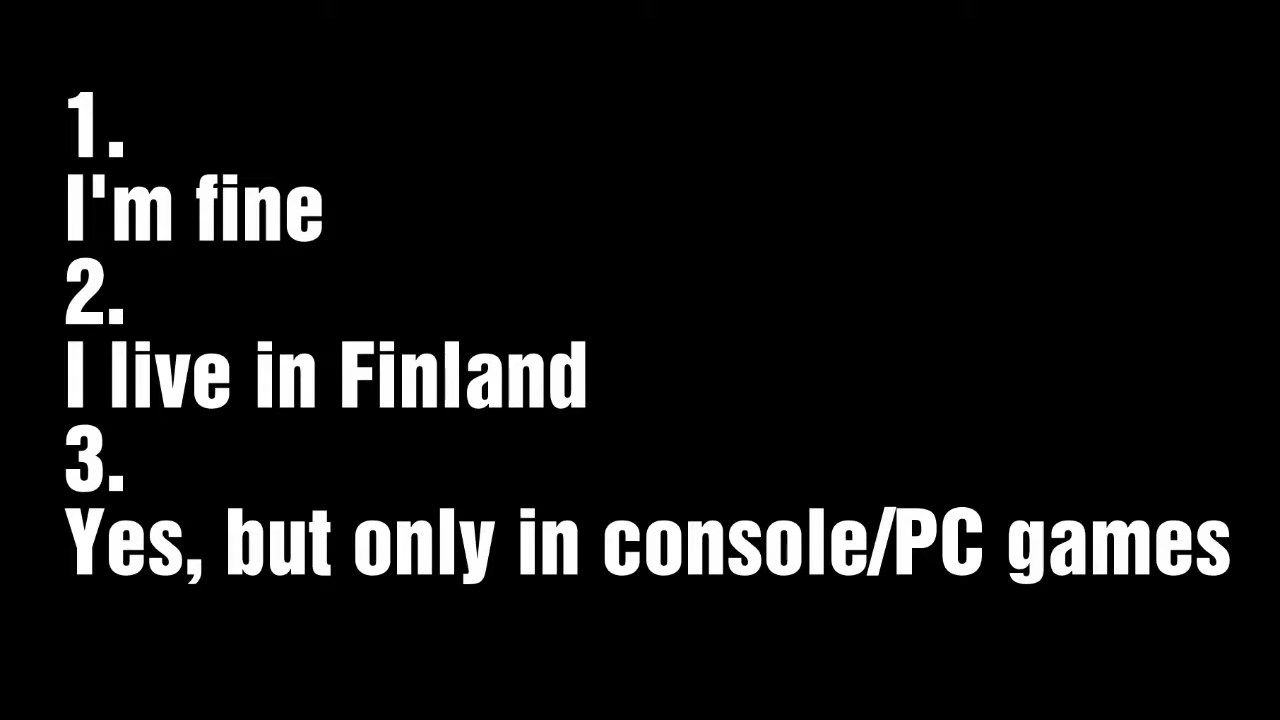 1.
I'm fine
2.
I live in Finland
3.
Yes, but only in console/PC games